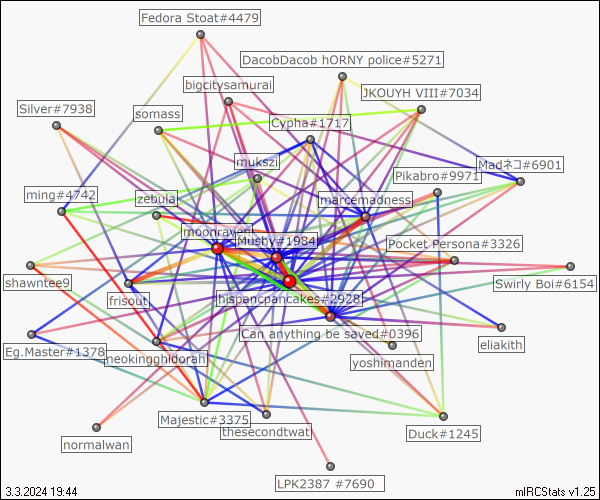 Fedora Stoat#4479
DacobDacob hORNY police#5271
bigcitysamurai
JKOUYH VIII#7034
Silver#7938
somass
Cypha#1717
mukszi
Madネコ#6901
Pikabro#9971
ming#4742
zebula
marcemadness
moonravent
Mushy#1984
Pocket Persona#3326
shawntee9
Swirly Boi#6154
frisout
hispancpancakes#2928
Can anything be saved#0396
eliakith
Eg.Master#1378
neokingghidorah
yoshimanden
Majestic#3375
thesecondtwat
Duck#1245
normalwan
LPK2387 #7690
3.3.2024 19:44
mIRCStats v1.25